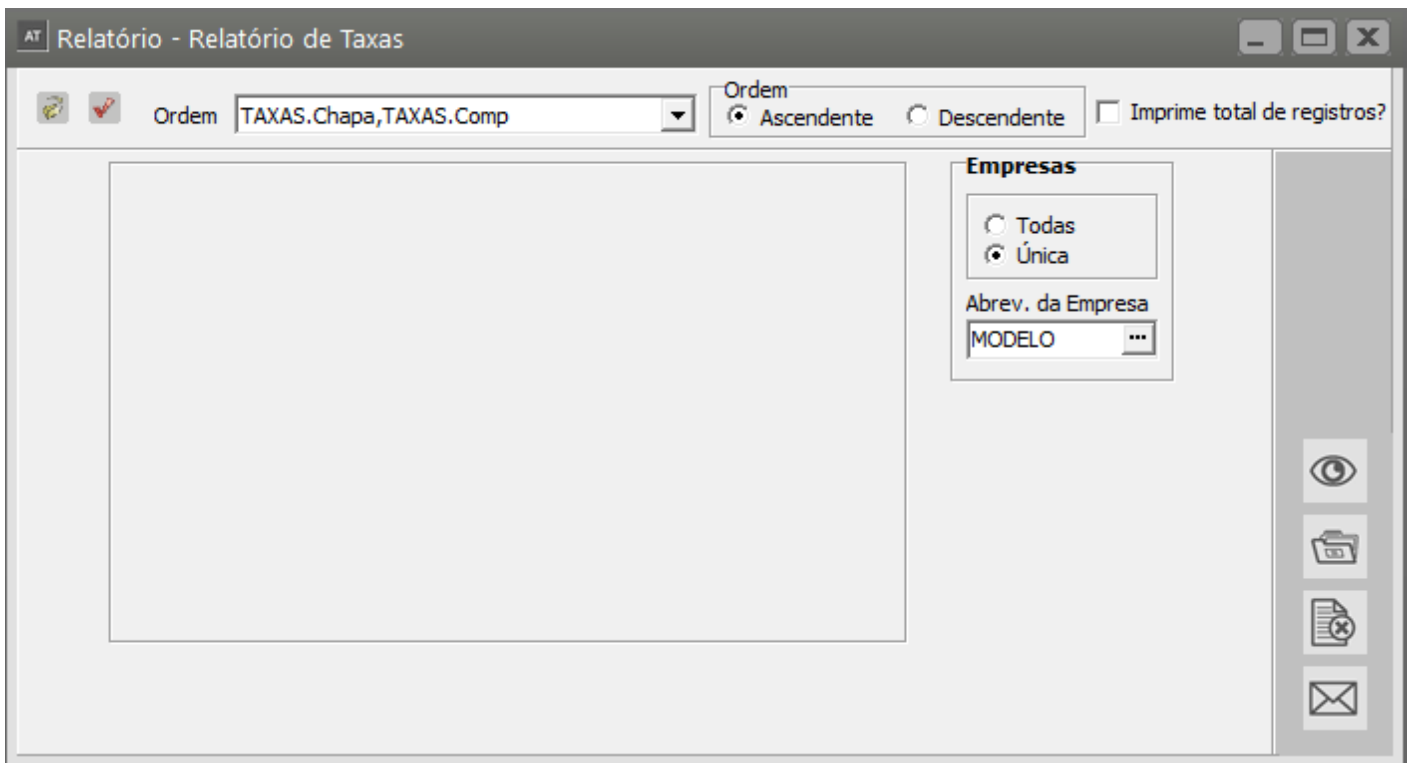 AT Relatório - Relatório de Taxas
Ordem
Ordem TAXAS.Chapa,TAXAS.Comp Ascendente Descendente Imprime total de registros?
Empresas
Todas
Única
Abrev. da Empresa
MODELO ...